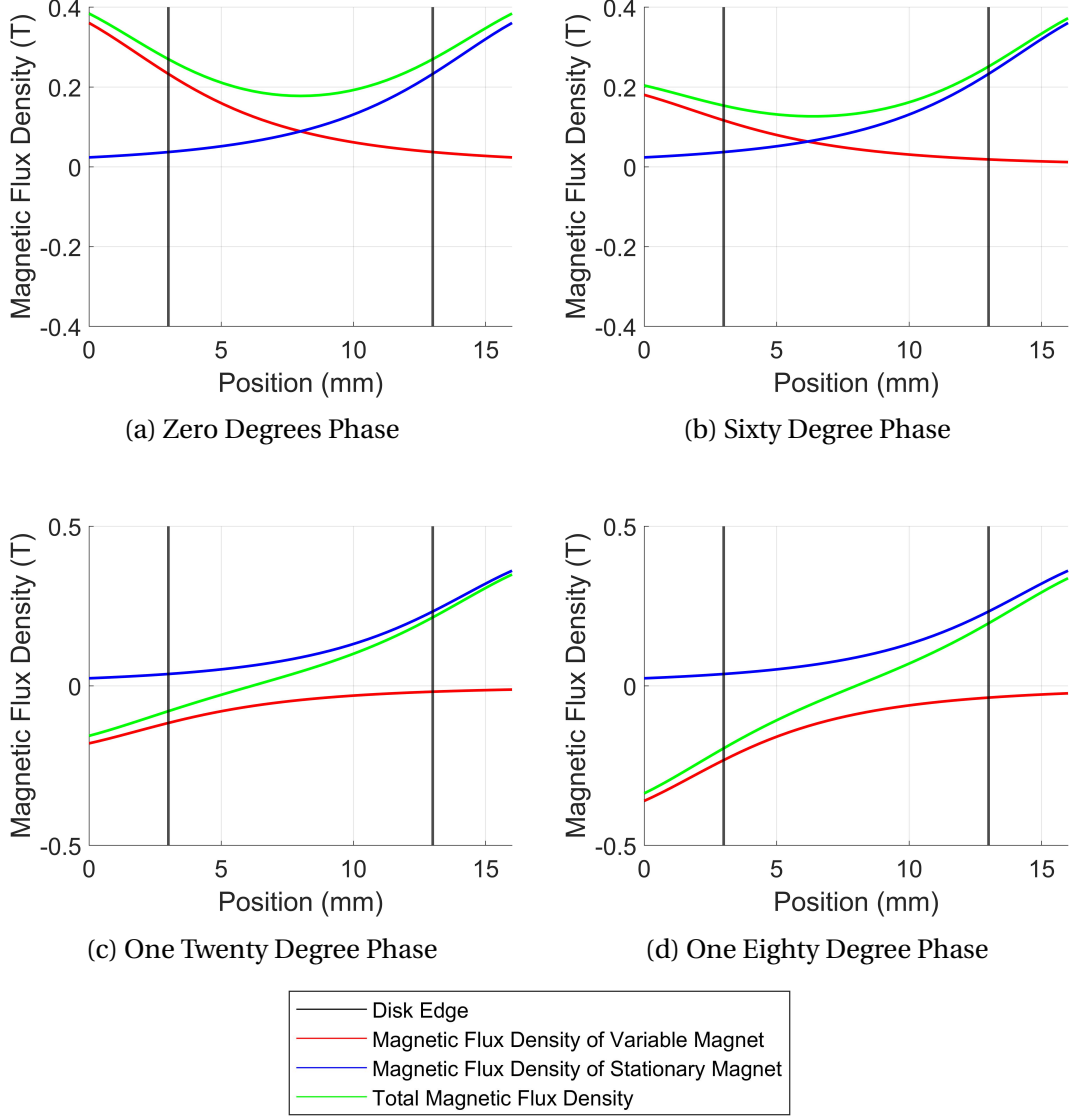 0.4
0.2
0
-0.2
-0.4
Magnetic Flux Density (T)
0 5 10 15
Position (mm)
(a) Zero Degrees Phase
0.4
0.2
0
-0.2
-0.4
Magnetic Flux Density (T)
0 5 10 15
Position (mm)
(b) Sixty Degree Phase
0.5
0
-0.5
Magnetic Flux Density (T)
0 5 10 15
Position (mm)
(c) One Twenty Degree Phase
0.5
0
-0.5
Magnetic Flux Density (T)
0 5 10 15
Position (mm)
(d) One Eighty Degree Phase
Disk Edge
Magnetic Flux Density of Variable Magnet
Magnetic Flux Density of Stationary Magnet
Total Magnetic Flux Density